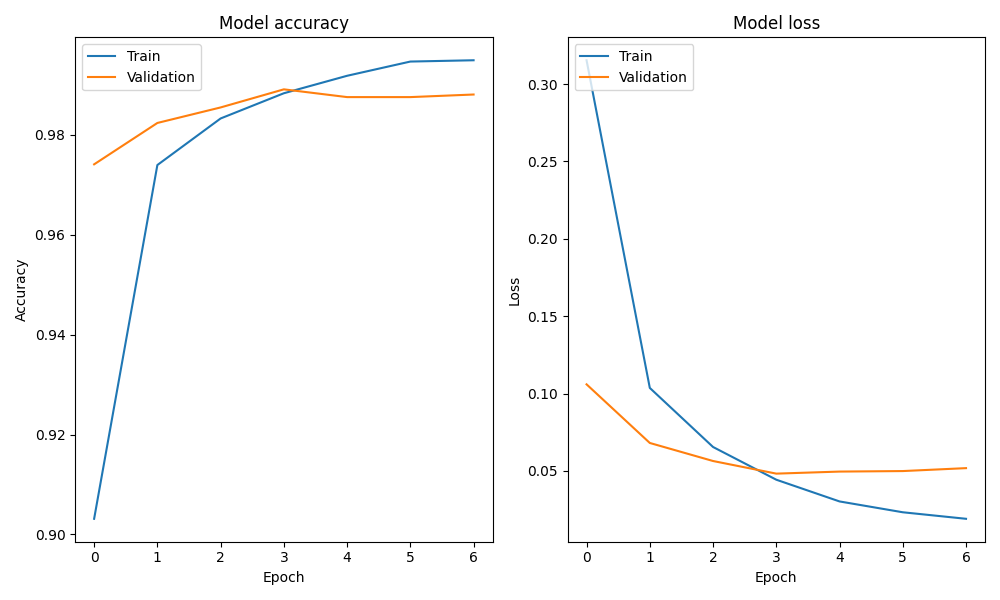 Model accuracy
Train
Validation
0.98
0.96
0.94
0.92
0.90
Accuracy
0 1 2 3 4 5 6
Epoch
Model loss
Train
Validation
0.30
0.25
0.20
0.15
0.10
0.05
Loss
0 1 2 3 4 5 6
Epoch